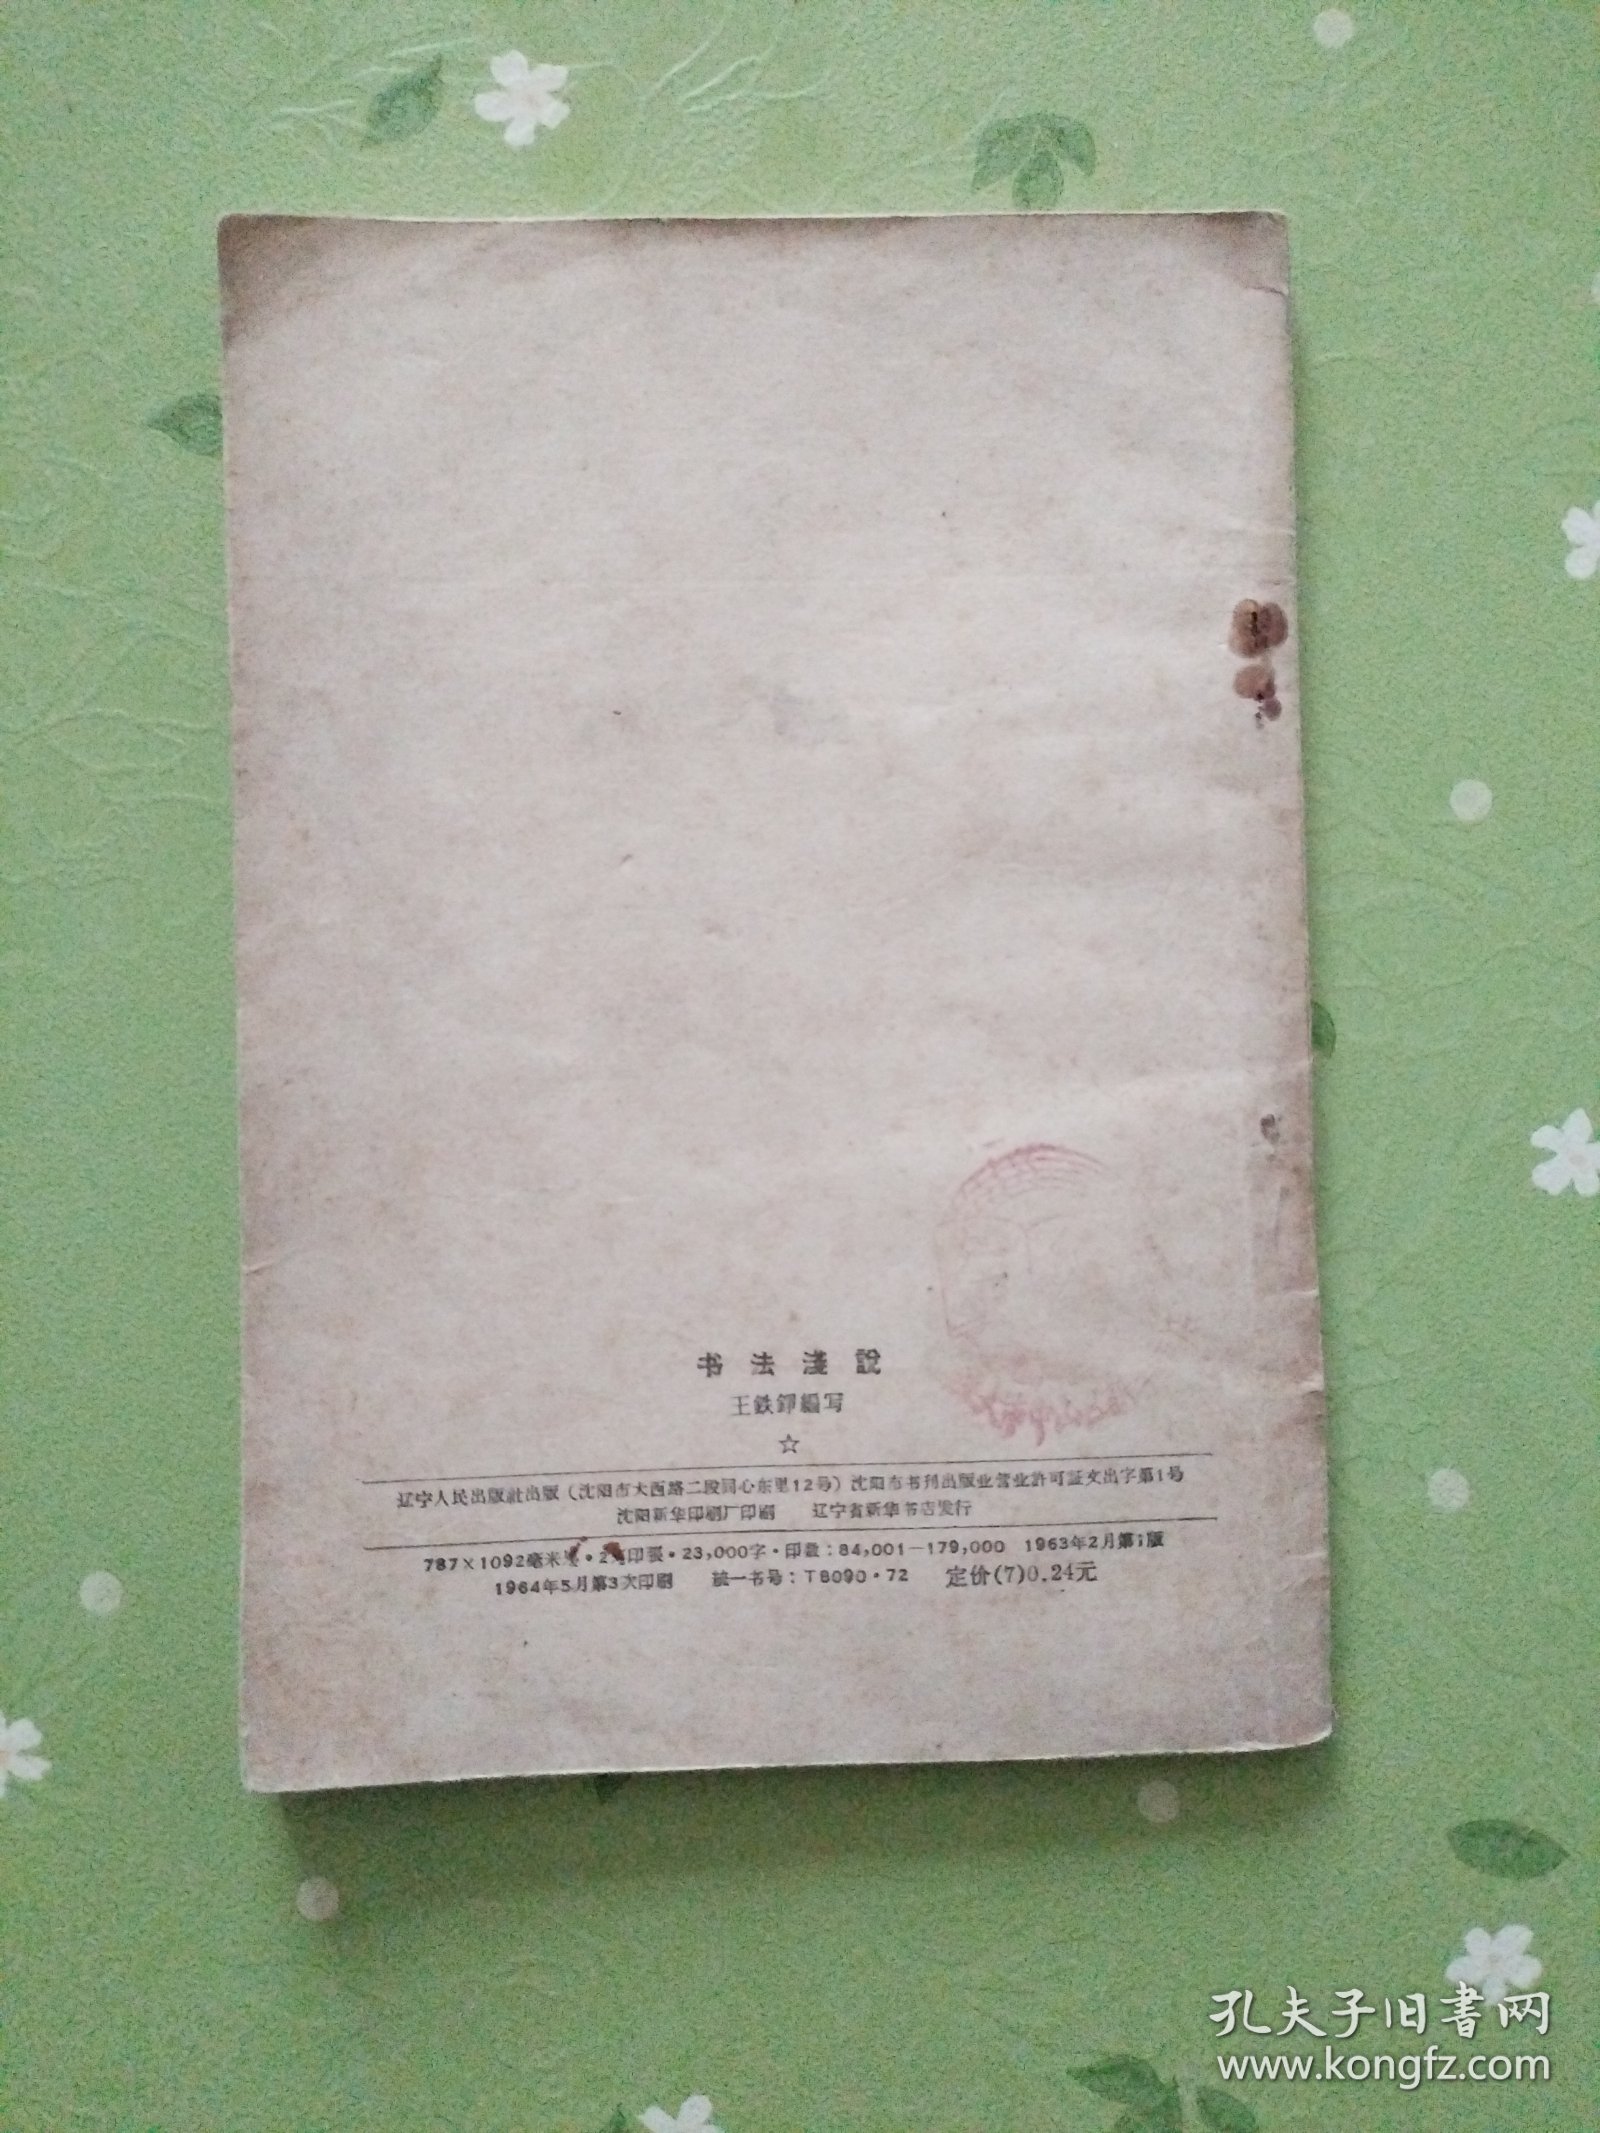 书法淺說
王鉄鐸編写
☆
辽宁人民出版社出版（沈阳市大西路二段同心东里12号）沈阳市书刊出版业营业許可証文出字第1号
沈阳新华印刷厂印刷 辽宁省新华书店发行
787×1092毫米·印張·23,000字·印数：84,001—179,000 1963年2月第1版
1964年5月第3次印刷 統一书号：T8090·72 定价(7)0.24元
孔夫子旧書网
www.kongfz.com